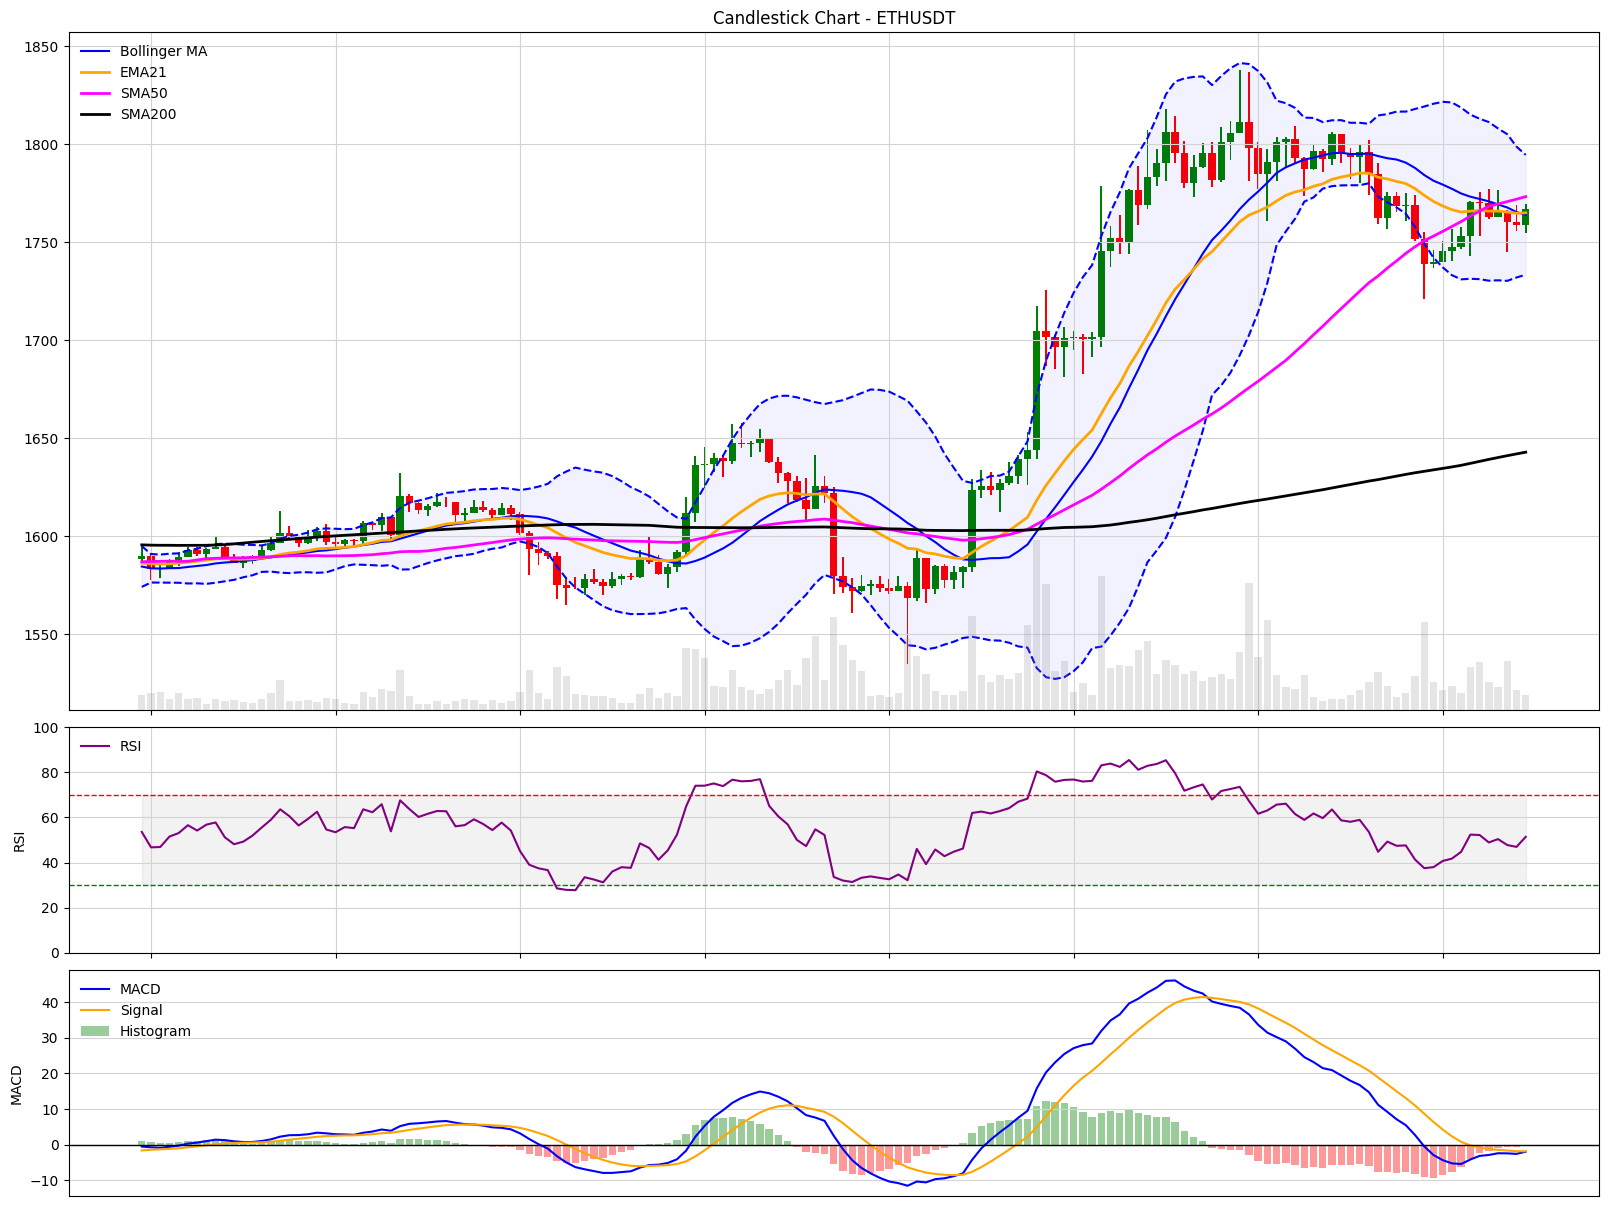 Candlestick Chart - ETHUSDT
1850
1800
1750
1700
1650
1600
1550
Bollinger MA
EMA21
SMA50
SMA200
100
80
60
40
20
0
RSI
RSI
40
30
20
10
0
−10
MACD
MACD
Signal
Histogram